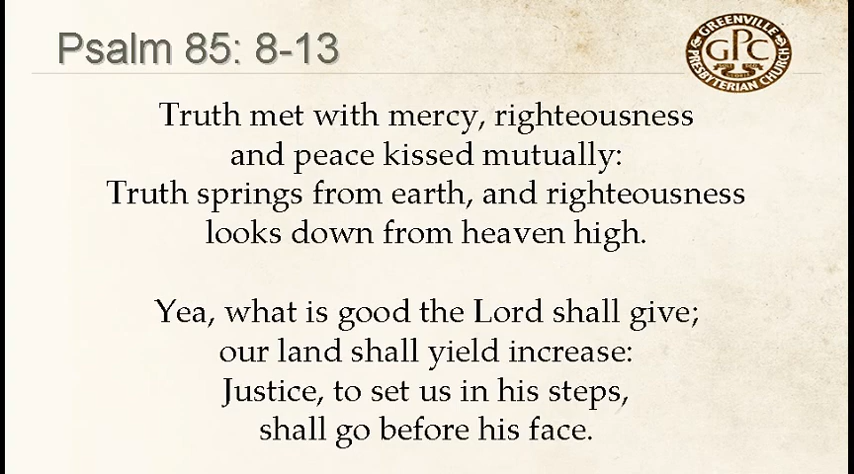 Psalm 85: 8-13
GREENVILLE
GPC
PRESBYTERIAN CHURCH
Truth met with mercy, righteousness
and peace kissed mutually:
Truth springs from earth, and righteousness
looks down from heaven high.
Yea, what is good the Lord shall give;
our land shall yield increase:
Justice, to set us in his steps,
shall go before his face.